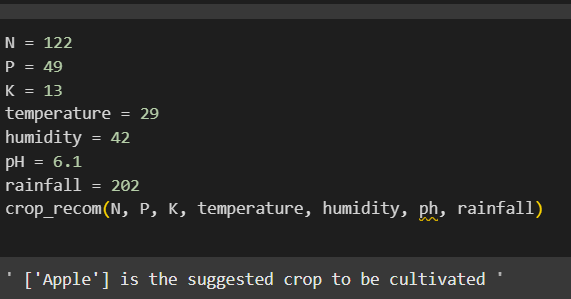 N = 122
P = 49
K = 13
temperature = 29
humidity = 42
pH = 6.1
rainfall = 202
crop_recom(N, P, K, temperature, humidity, ph, rainfall)
' ['Apple'] is the suggested crop to be cultivated '